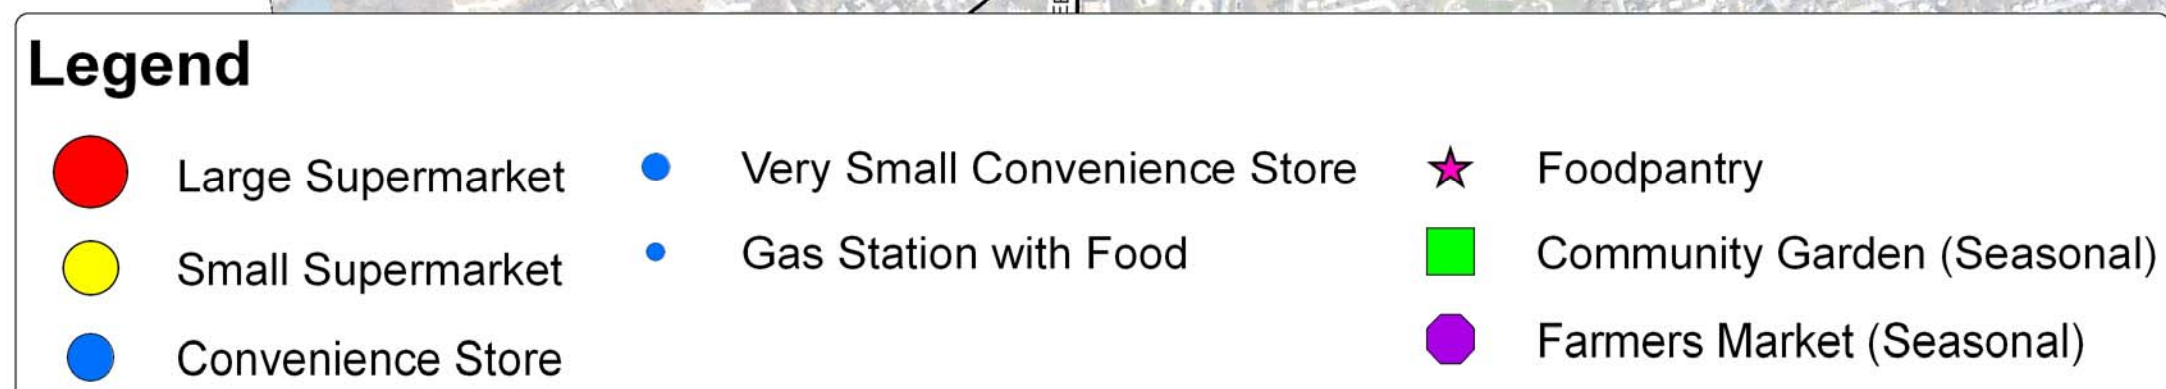 Legend
Large Supermarket
Small Supermarket
Convenience Store
Very Small Convenience Store
Gas Station with Food
Foodpantry
Community Garden (Seasonal)
Farmers Market (Seasonal)